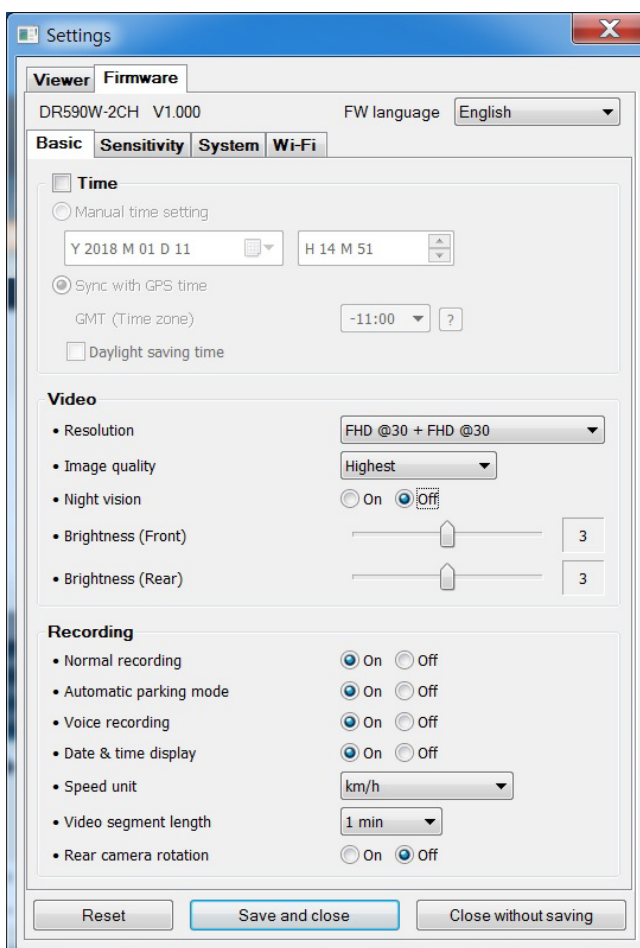 Settings
Viewer Firmware
DR590W-2CH V1.000 FW language English
Basic Sensitivity System Wi-Fi
Time
Manual time setting
Y 2018 M 01 D 11 H 14 M 51
Sync with GPS time
GMT (Time zone) -11:00 ?
Daylight saving time
Video
• Resolution FHD @30 + FHD @30
• Image quality Highest
• Night vision On Off
• Brightness (Front) 3
• Brightness (Rear) 3
Recording
• Normal recording On Off
• Automatic parking mode On Off
• Voice recording On Off
• Date & time display On Off
• Speed unit km/h
• Video segment length 1 min
• Rear camera rotation On Off
Reset Save and close Close without saving